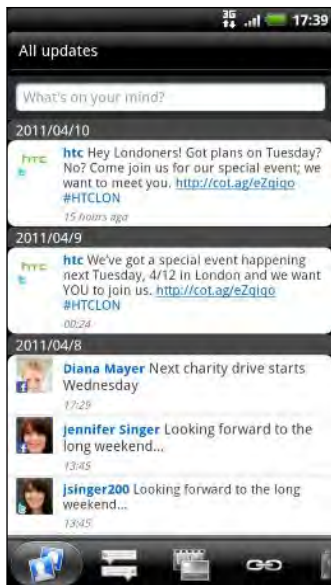 3G 17:39
All updates
What's on your mind?
2011/04/10
htc Hey Londoners! Got plans on Tuesday?
No? Come join us for our special event; we
want to meet you. http://cot.ag/eZqiqo
#HTCLON
15 hours ago
2011/04/9
htc We've got a special event happening
next Tuesday, 4/12 in London and we want
YOU to join us. http://cot.ag/eZqiqo
#HTCLON
00:24
2011/04/8
Diana Mayer Next charity drive starts
Wednesday
17:29
jennifer Singer Looking forward to the
long weekend...
13:45
jsinger200 Looking forward to the long
weekend...
13:45